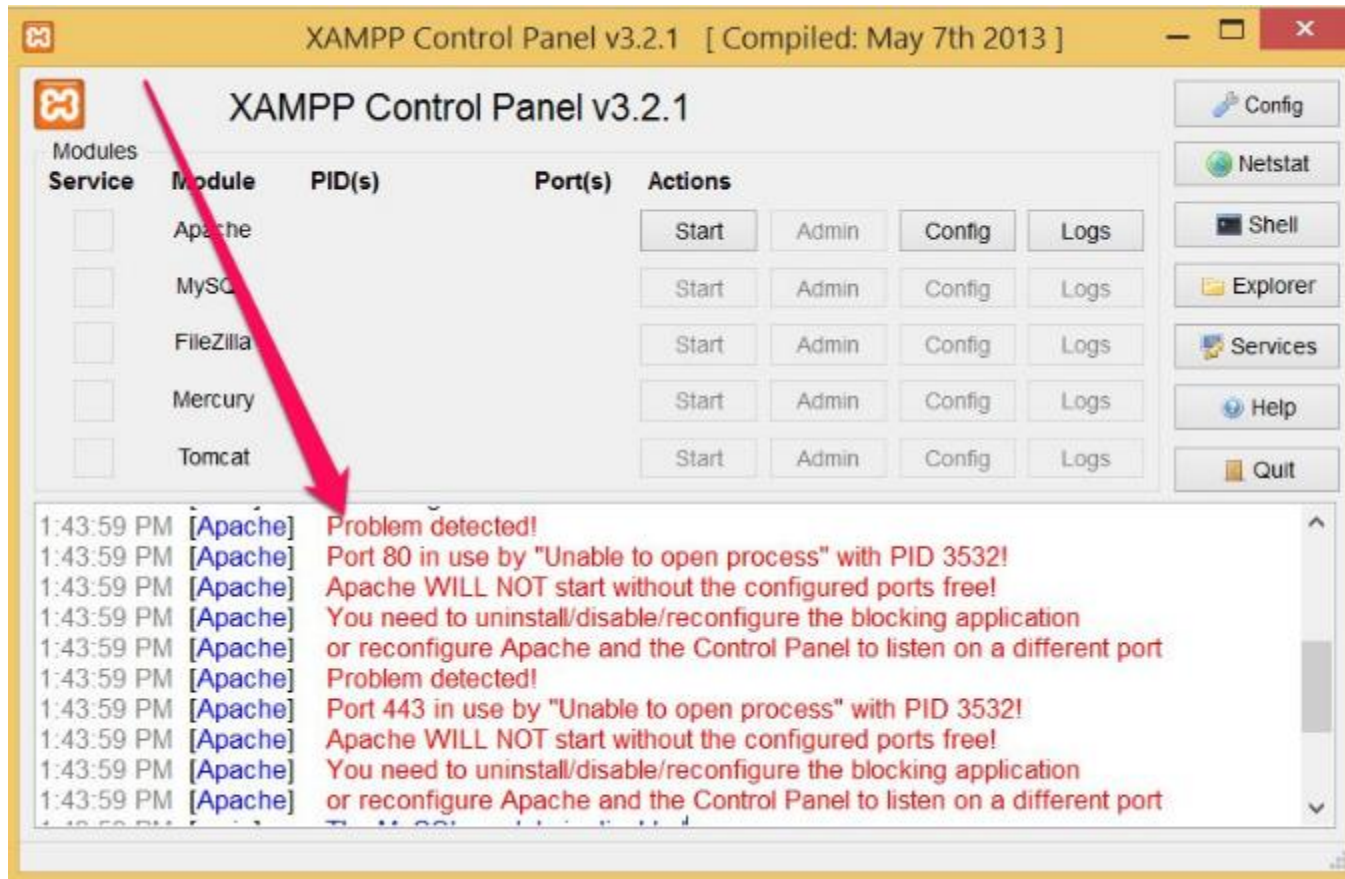 XAMPP Control Panel v3.2.1 [ Compiled: May 7th 2013 ]
XAMPP Control Panel v3.2.1
Config
Modules
Service Module PID(s) Port(s) Actions
Netstat
Apache Start Admin Config Logs
Shell
MySQ Start Admin Config Logs
Explorer
FileZilla Start Admin Config Logs
Services
Mercury Start Admin Config Logs
Help
Tomcat Start Admin Config Logs
Quit
1:43:59 PM [Apache] Problem detected!
1:43:59 PM [Apache] Port 80 in use by "Unable to open process" with PID 3532!
1:43:59 PM [Apache] Apache WILL NOT start without the configured ports free!
1:43:59 PM [Apache] You need to uninstall/disable/reconfigure the blocking application
1:43:59 PM [Apache] or reconfigure Apache and the Control Panel to listen on a different port
1:43:59 PM [Apache] Problem detected!
1:43:59 PM [Apache] Port 443 in use by "Unable to open process" with PID 3532!
1:43:59 PM [Apache] Apache WILL NOT start without the configured ports free!
1:43:59 PM [Apache] You need to uninstall/disable/reconfigure the blocking application
1:43:59 PM [Apache] or reconfigure Apache and the Control Panel to listen on a different port